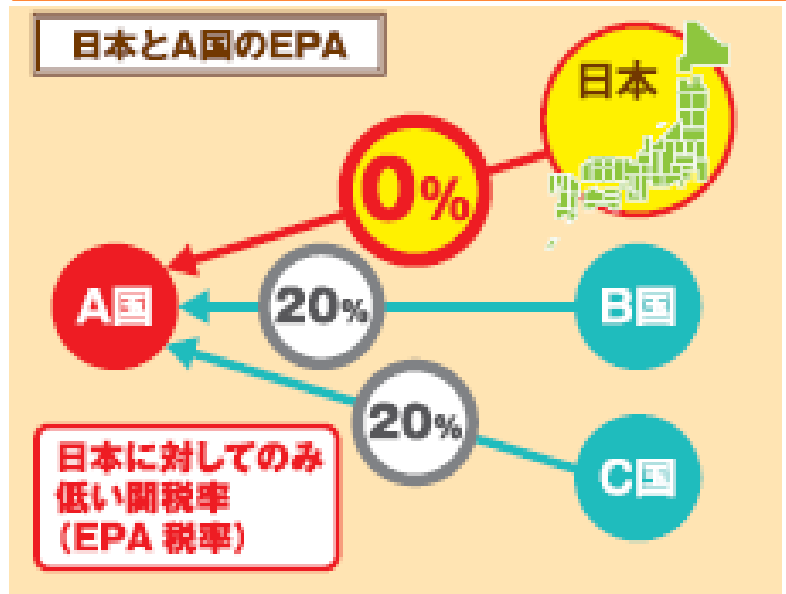 日本とA国のEPA
日本
0%
A国
20%
B国
20%
C国
日本に対してのみ
低い関税率
(EPA 税率)